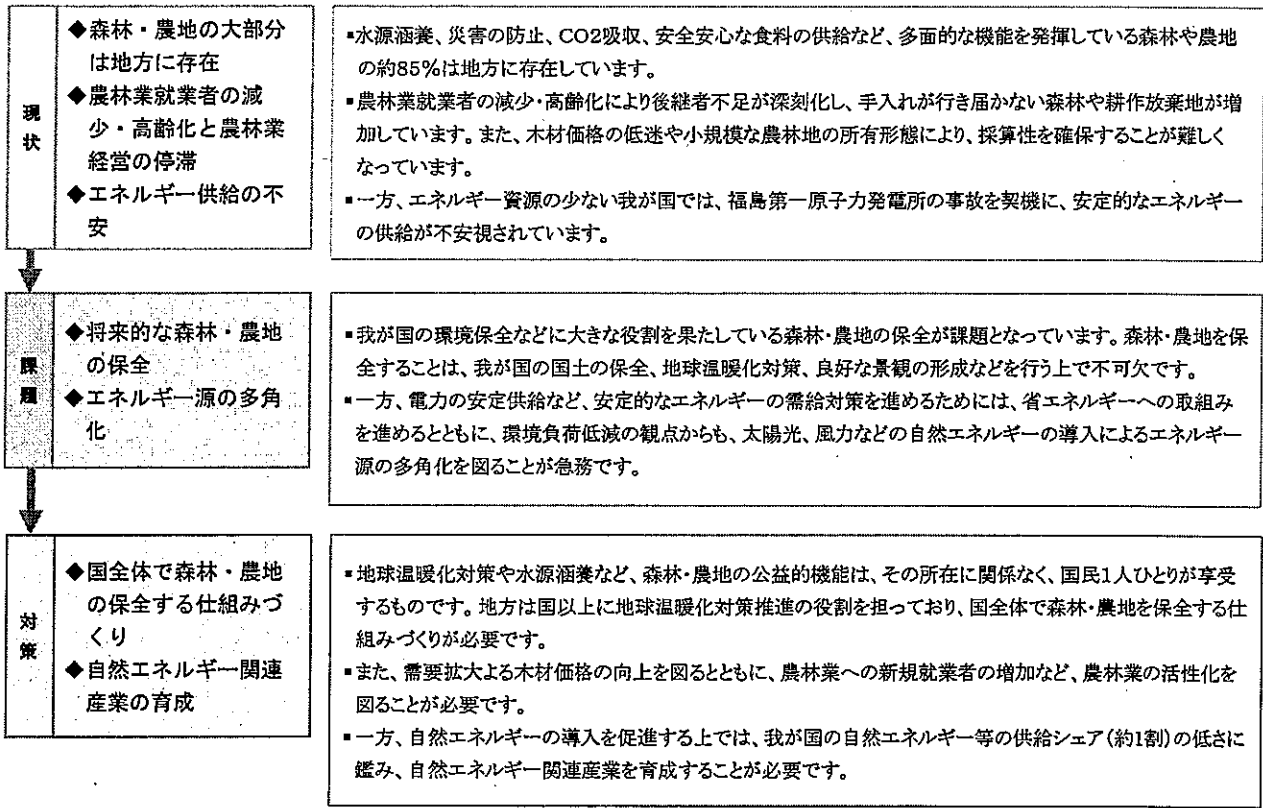 現状
◆森林・農地の大部分
は地方に存在
◆農林業就業者の減
少・高齢化と農林業
経営の停滞
◆エネルギー供給の不
安
▪水源涵養、災害の防止、CO2吸収、安全安心な食料の供給など、多面的な機能を発揮している森林や農地
の約85%は地方に存在しています。
▪農林業就業者の減少・高齢化により後継者不足が深刻化し、手入れが行き届かない森林や耕作放棄地が増
加しています。また、木材価格の低迷や小規模な農林地の所有形態により、採算性を確保することが難しく
なっています。
▪一方、エネルギー資源の少ない我が国では、福島第一原子力発電所の事故を契機に、安定的なエネルギー
の供給が不安視されています。
課題
◆将来的な森林・農地
の保全
◆エネルギー源の多角
化
▪我が国の環境保全などに大きな役割を果たしている森林・農地の保全が課題となっています。森林・農地を保
全することは、我が国の国土の保全、地球温暖化対策、良好な景観の形成などを行う上で不可欠です。
▪一方、電力の安定供給など、安定的なエネルギーの需給対策を進めるためには、省エネルギーへの取組み
を進めるとともに、環境負荷低減の観点からも、太陽光、風力などの自然エネルギーの導入によるエネルギー
源の多角化を図ることが急務です。
対策
◆国全体で森林・農地
の保全する仕組みづ
くり
◆自然エネルギー関連
産業の育成
▪地球温暖化対策や水源涵養など、森林・農地の公益的機能は、その所在に関係なく、国民1人ひとりが享受
するものです。地方は国以上に地球温暖化対策推進の役割を担っており、国全体で森林・農地を保全する仕
組みづくりが必要です。
▪また、需要拡大よる木材価格の向上を図るとともに、農林業への新規就業者の増加など、農林業の活性化を
図ることが必要です。
▪一方、自然エネルギーの導入を促進する上では、我が国の自然エネルギー等の供給シェア(約1割)の低さに
鑑み、自然エネルギー関連産業を育成することが必要です。